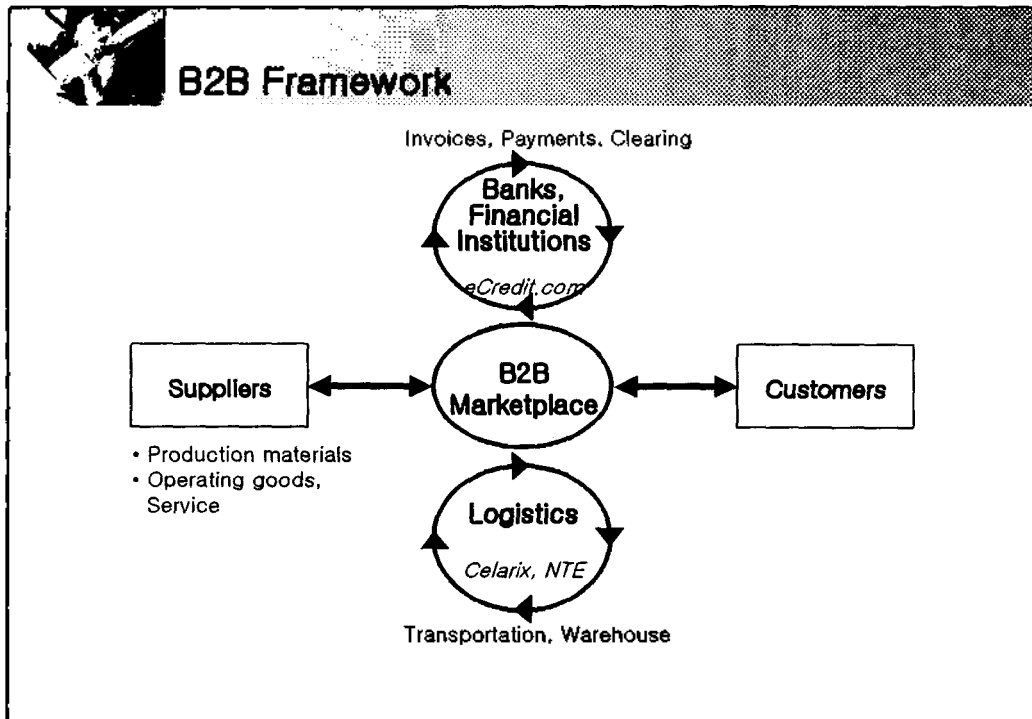 B2B Framework
Invoices, Payments, Clearing
Banks,
Financial
Institutions
eCredit.com
Suppliers
B2B
Marketplace
Customers
• Production materials
• Operating goods,
Service
Logistics
Celarix, NTE
Transportation, Warehouse